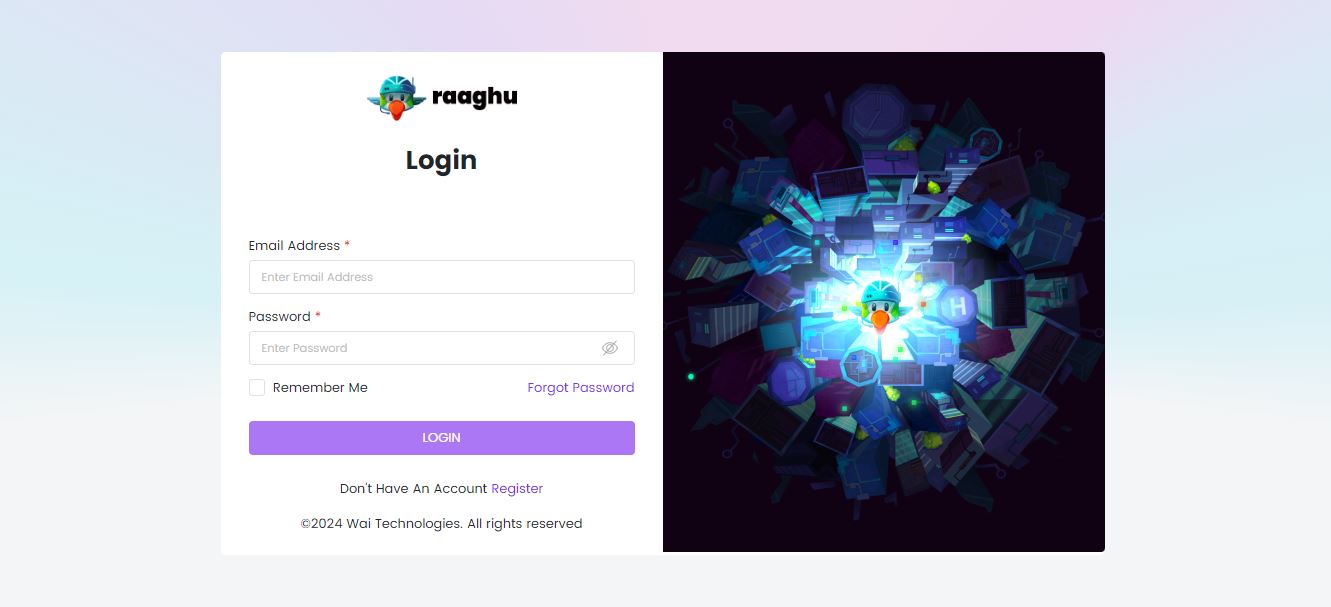 raaghu
Login
Email Address *
Enter Email Address
Password *
Enter Password
Remember Me Forgot Password
LOGIN
Don't Have An Account Register
©2024 Wai Technologies. All rights reserved
H